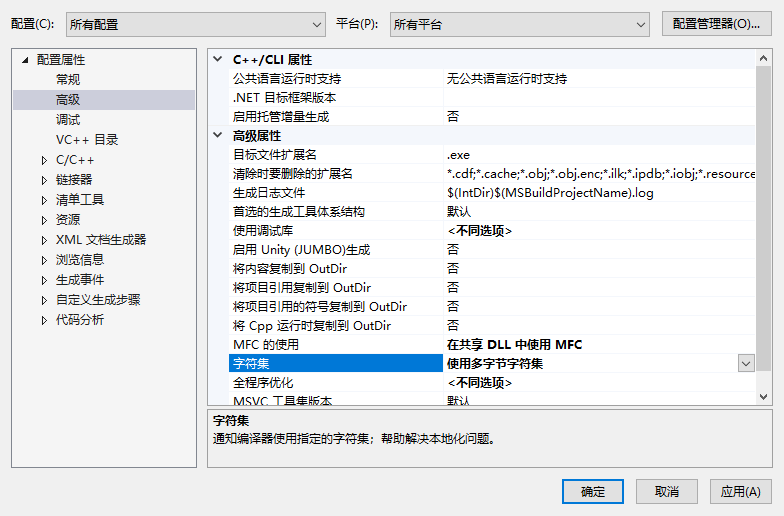 配置(C): 所有配置 平台(P): 所有平台 配置管理器(O)...
配置属性
常规
高级
调试
VC++ 目录
C/C++
链接器
清单工具
资源
XML 文档生成器
浏览信息
生成事件
自定义生成步骤
代码分析
C++/CLI 属性
公共语言运行时支持 无公共语言运行时支持
.NET 目标框架版本
启用托管增量生成 否
高级属性
目标文件扩展名 .exe
清除时要删除的扩展名 *.cdf;*.cache;*.obj;*.obj.enc;*.ilk;*.ipdb;*.iobj;*.resource
生成日志文件 $(IntDir)$(MSBuildProjectName).log
首选的生成工具体系结构 默认
使用调试库 <不同选项>
启用 Unity (JUMBO)生成 否
将内容复制到 OutDir 否
将项目引用复制到 OutDir 否
将项目引用的符号复制到 OutDir 否
将 Cpp 运行时复制到 OutDir 否
MFC 的使用 在共享 DLL 中使用 MFC
字符集 使用多字节字符集
全程序优化 <不同选项>
MSVC 工具集版本 默认
字符集
通知编译器使用指定的字符集；帮助解决本地化问题。
确定 取消 应用(A)